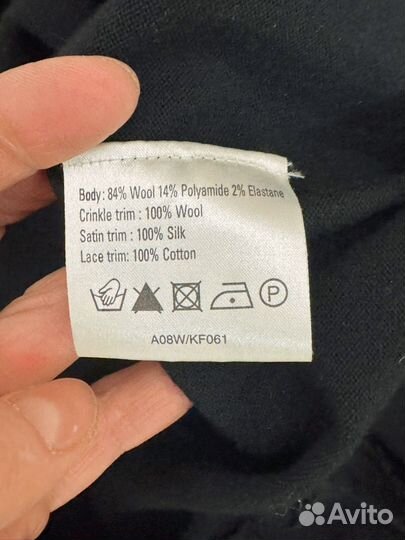 Body: 84% Wool 14% Polyamide 2% Elastane
Crinkle trim : 100% Wool
Satin trim : 100% Silk
Lace trim: 100% Cotton
P
A08W/KF061
Avito